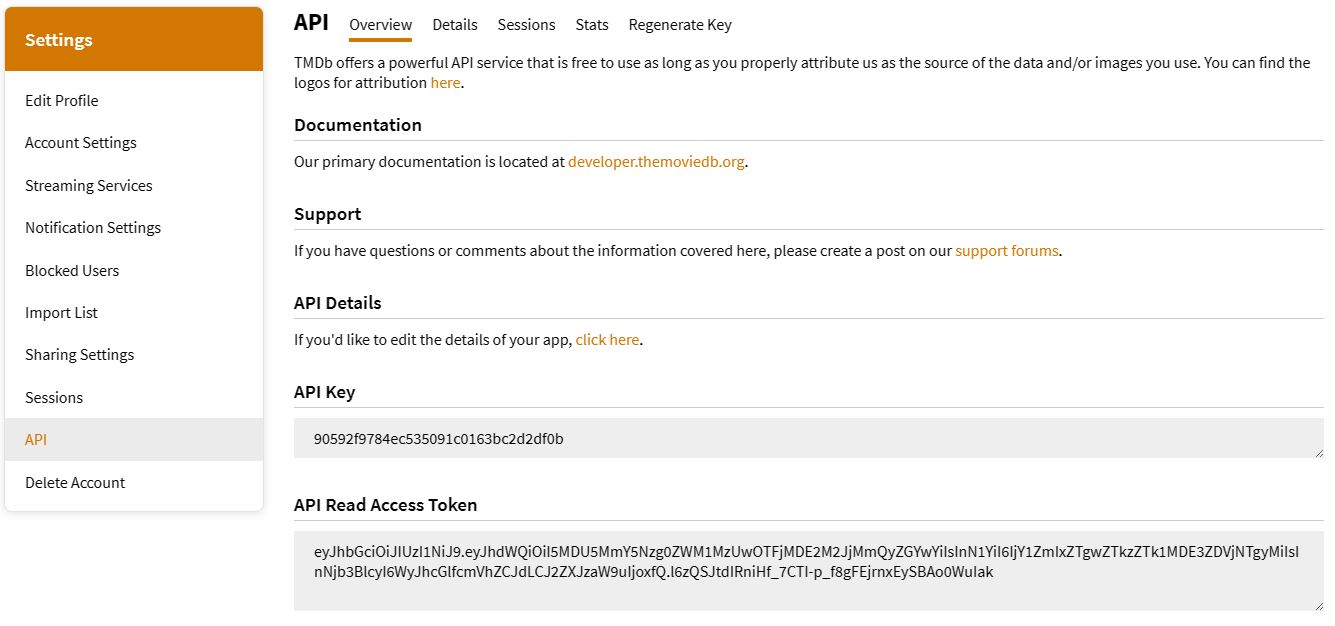 Settings
Edit Profile
Account Settings
Streaming Services
Notification Settings
Blocked Users
Import List
Sharing Settings
Sessions
API
Delete Account
API Overview Details Sessions Stats Regenerate Key
TMDb offers a powerful API service that is free to use as long as you properly attribute us as the source of the data and/or images you use. You can find the
logos for attribution here.
Documentation
Our primary documentation is located at developer.themoviedb.org.
Support
If you have questions or comments about the information covered here, please create a post on our support forums.
API Details
If you'd like to edit the details of your app, click here.
API Key
90592f9784ec535091c0163bc2d2df0b
API Read Access Token
eyJhbGciOiJIUzI1NiJ9.eyJhdWQiOiI5MDU5MmY5Nzg0ZWM1MzUwOTFjMDE2M2JjMmQyZGYwYiIsInN1YiI6IjY1ZmIxZTgwZTkzZTk1MDE3ZDVjNTgyMiIsI
nNjb3BlcyI6WyJhcGlfcmVhZCJdLCJ2ZXJzaW9uIjoxfQ.l6zQSJtdIRniHf_7CTI-p_f8gFEjrnxEySBAo0WuIak